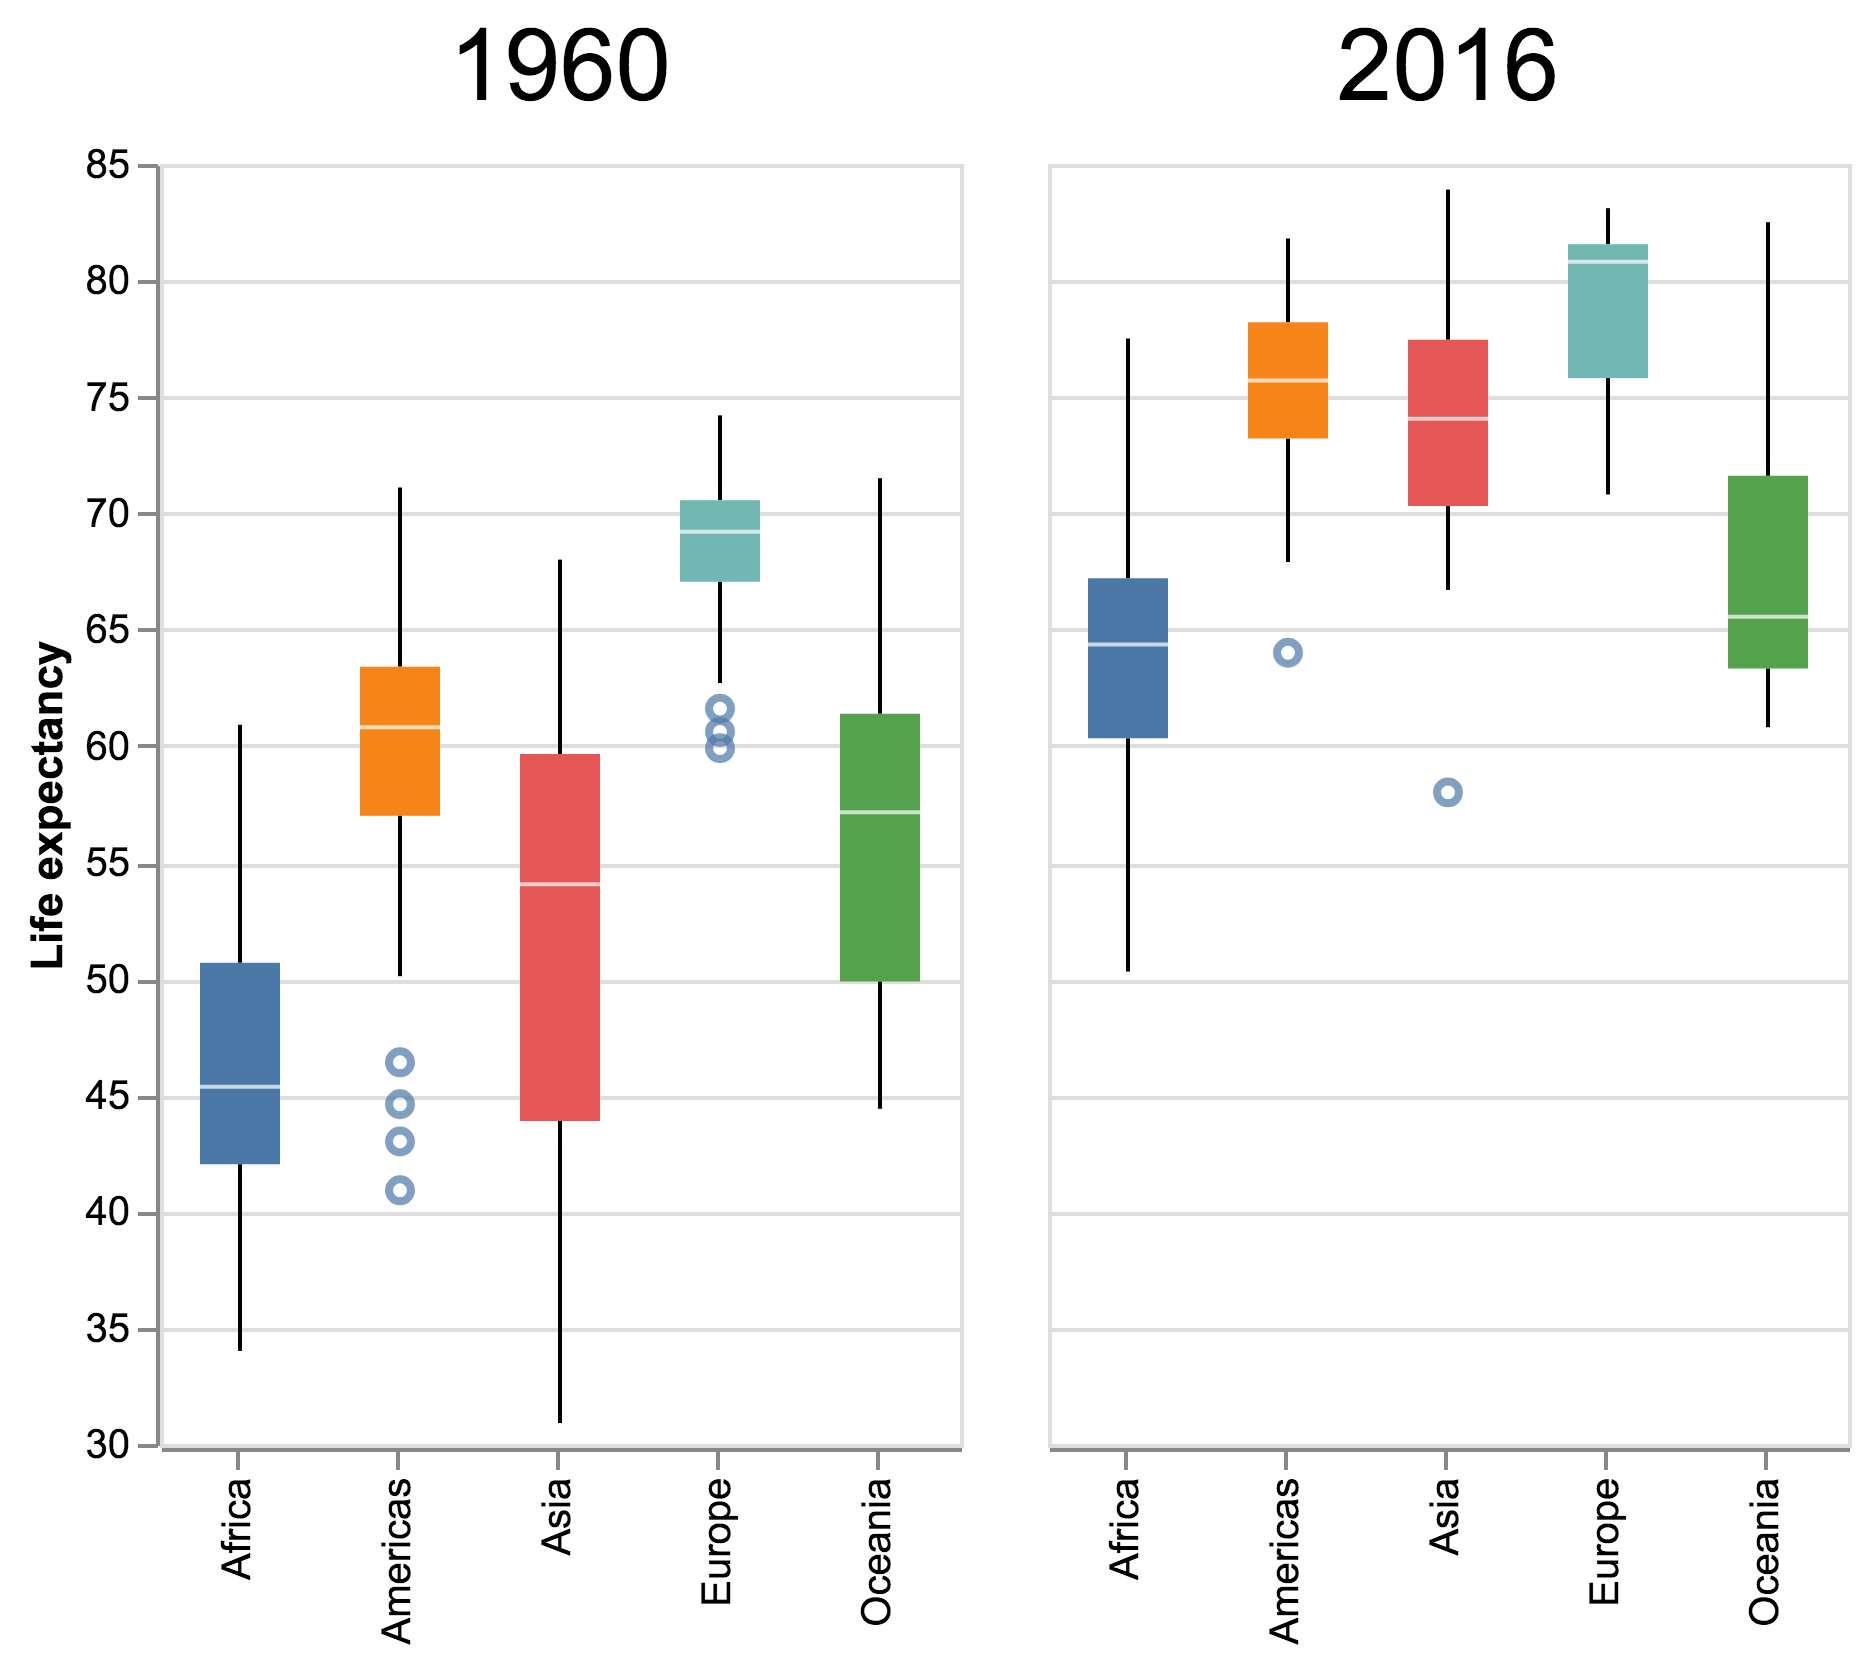 1960
2016
Life expectancy
85
80
75
70
65
60
55
50
45
40
35
30
Africa
Americas
Asia
Europe
Oceania
Africa
Americas
Asia
Europe
Oceania